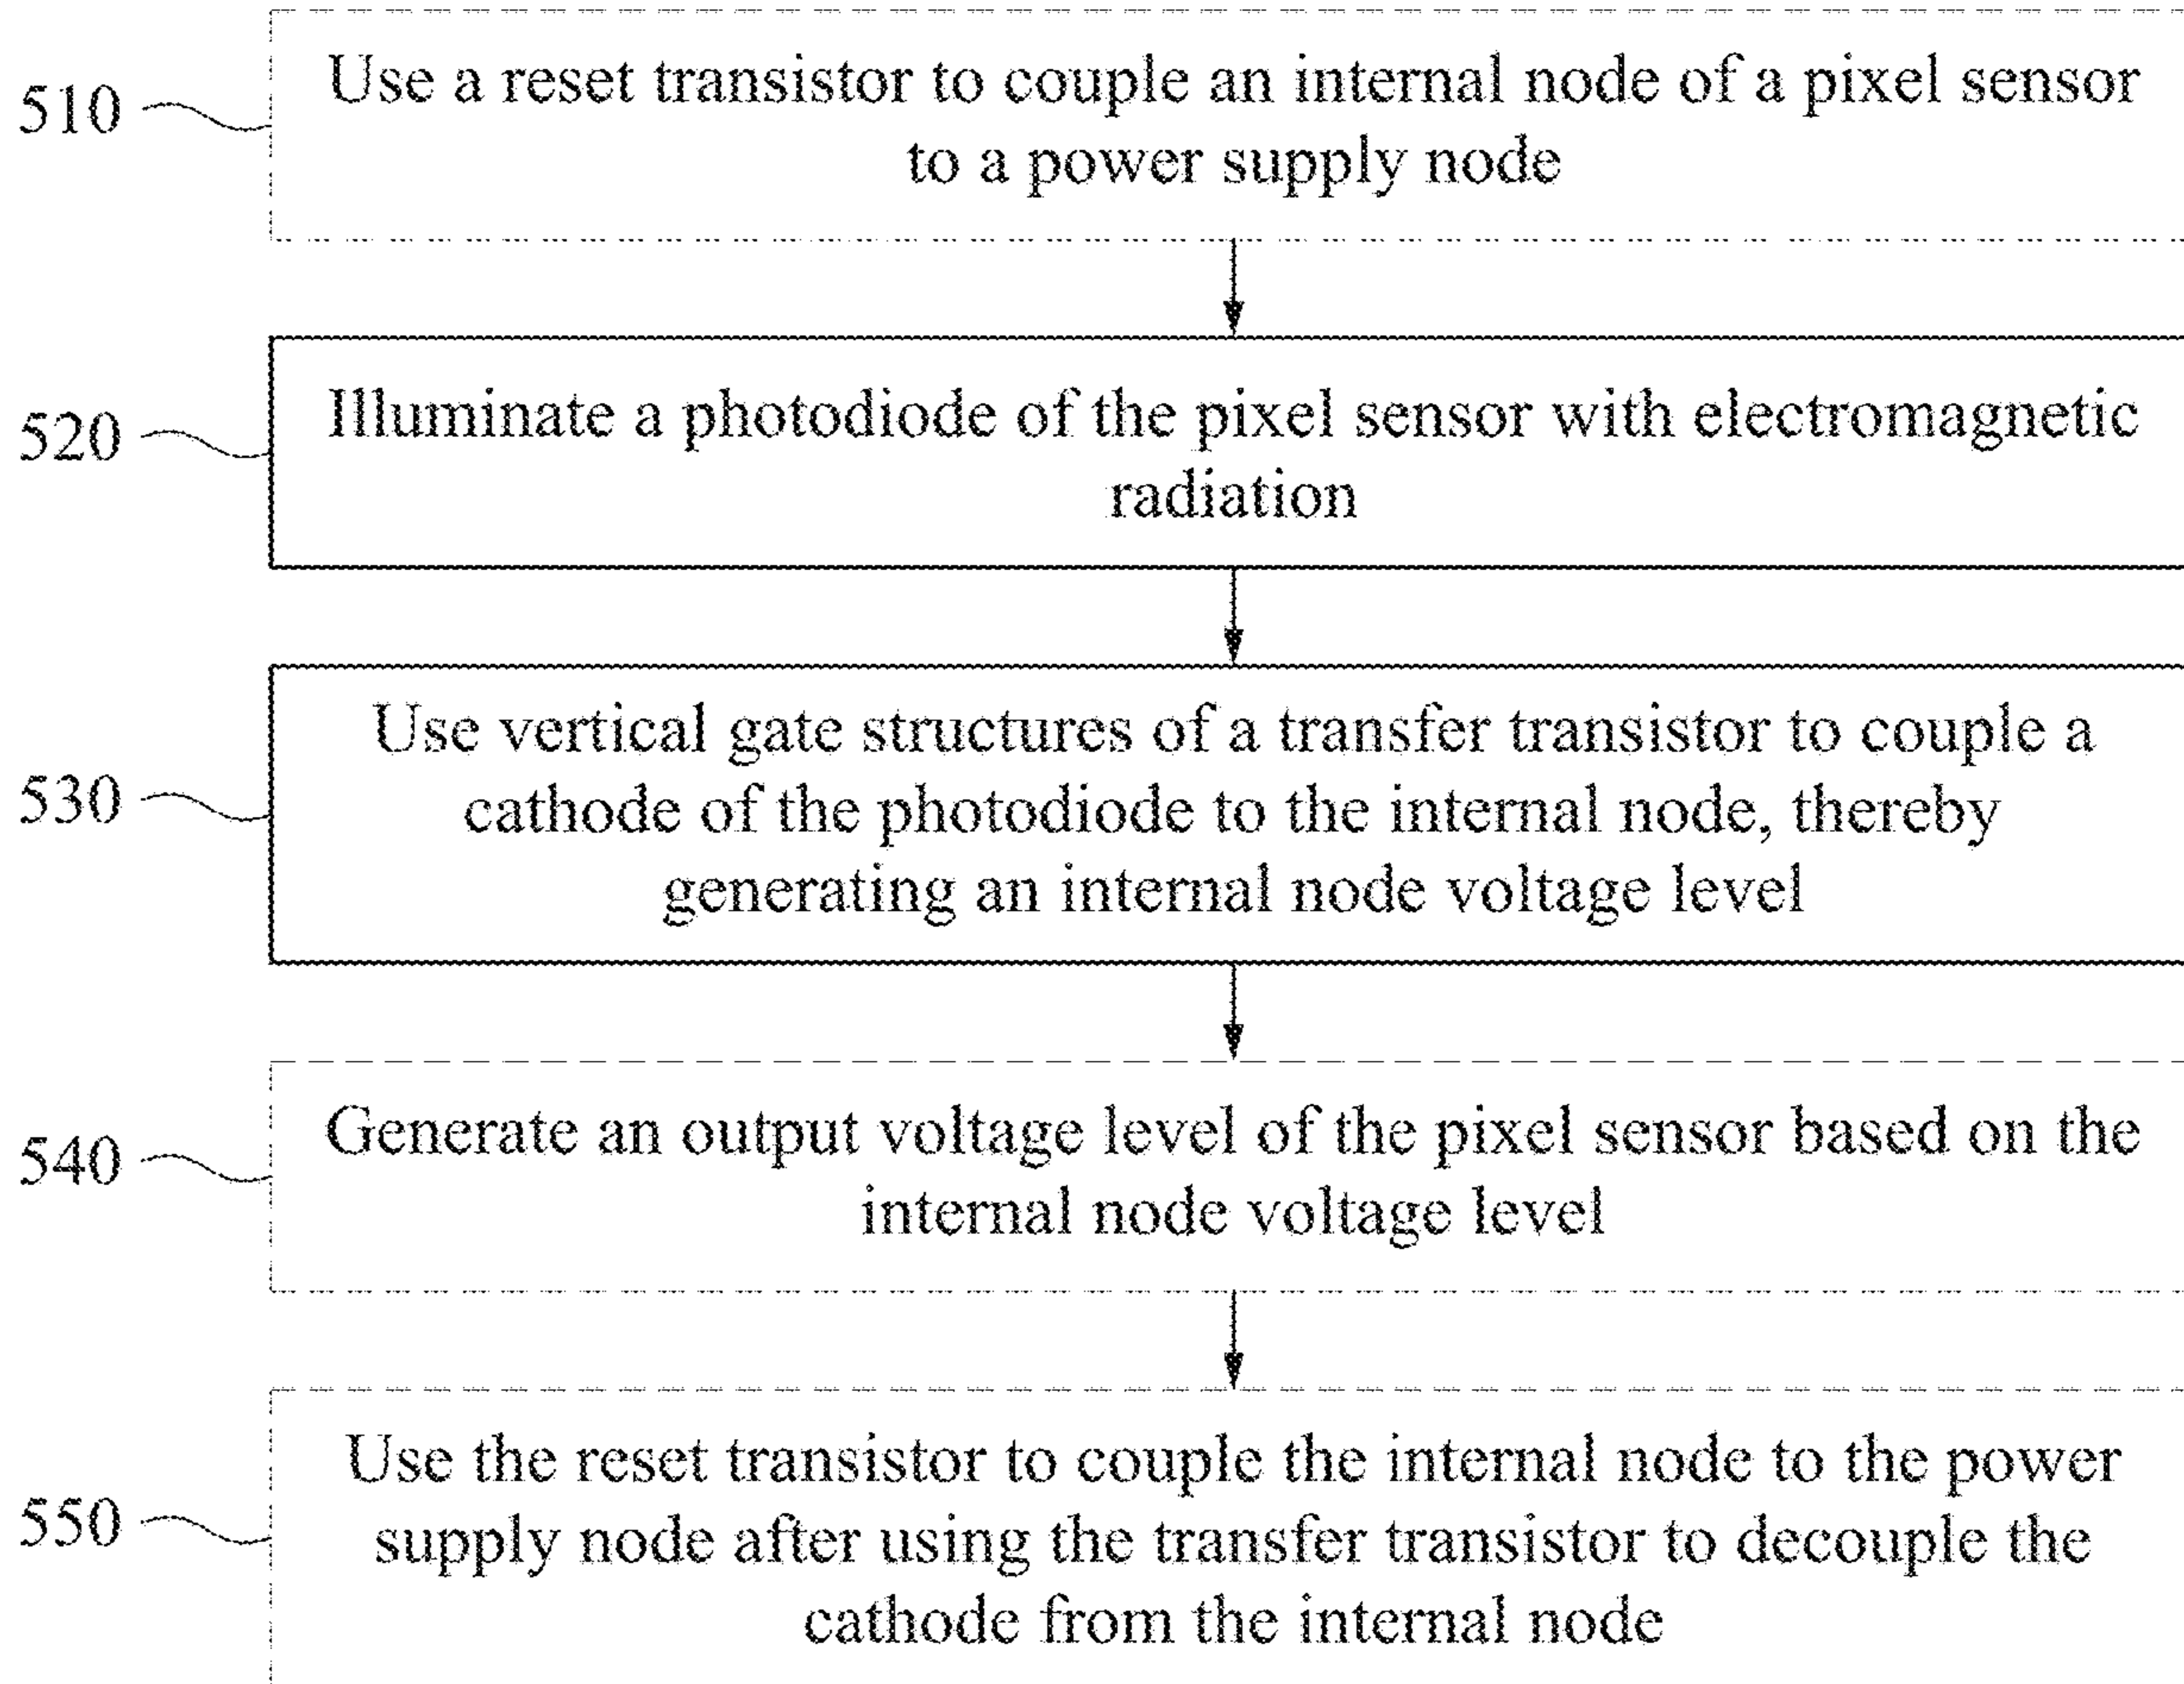 510
Use a reset transistor to couple an internal node of a pixel sensor
to a power supply node
520
Illuminate a photodiode of the pixel sensor with electromagnetic
radiation
530
Use vertical gate structures of a transfer transistor to couple a
cathode of the photodiode to the internal node, thereby
generating an internal node voltage level
540
Generate an output voltage level of the pixel sensor based on the
internal node voltage level
550
Use the reset transistor to couple the internal node to the power
supply node after using the transfer transistor to decouple the
cathode from the internal node